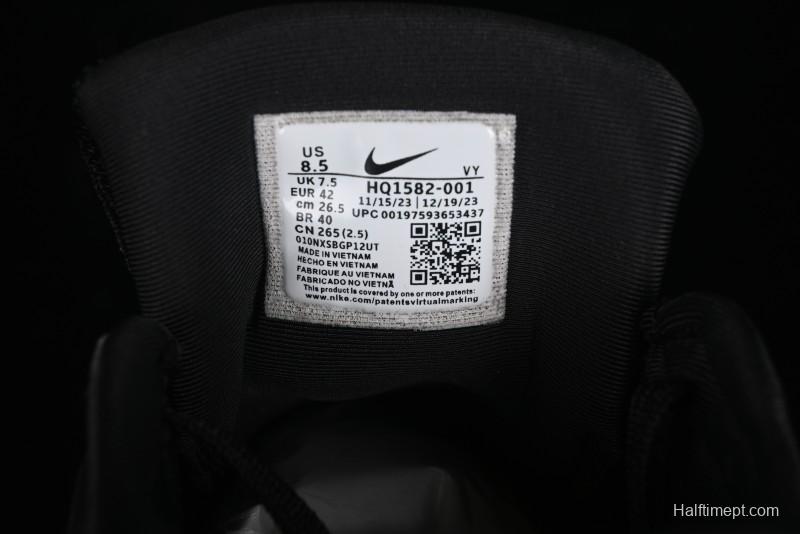 US
8.5
VY
UK 7.5
HQ1582-001
EUR 42
11/15/23 | 12/19/23
cm 26.5
UPC 00197593653437
BR 40
CN 265 (2.5)
010NXSBGP12UT
MADE IN VIETNAM
HECHO EN VIETNAM
FABRIQUE AU VIETNAM
FABRICADO NO VIETNÃ
This product is covered by one or more patents:
www.nike.com/patentsvirtualmarking
Halftimept.com